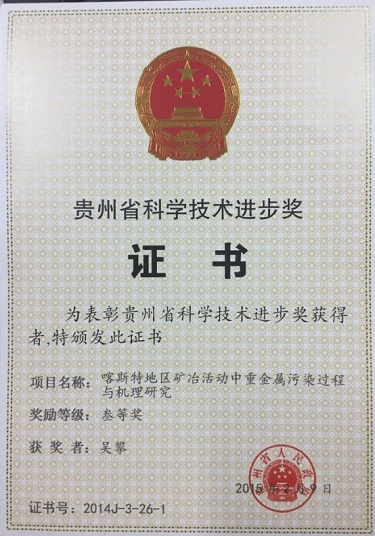 贵州省科学技术进步奖
证 书
为表彰贵州省科学技术进步奖获得
者,特颁发此证书
项目名称: 喀斯特地区矿冶活动中重金属污染过程
与机理研究
奖励等级: 叁等奖
获 奖 者: 吴攀
贵州省人民政府
2015年 月9日
证书号: 2014J-3-26-1